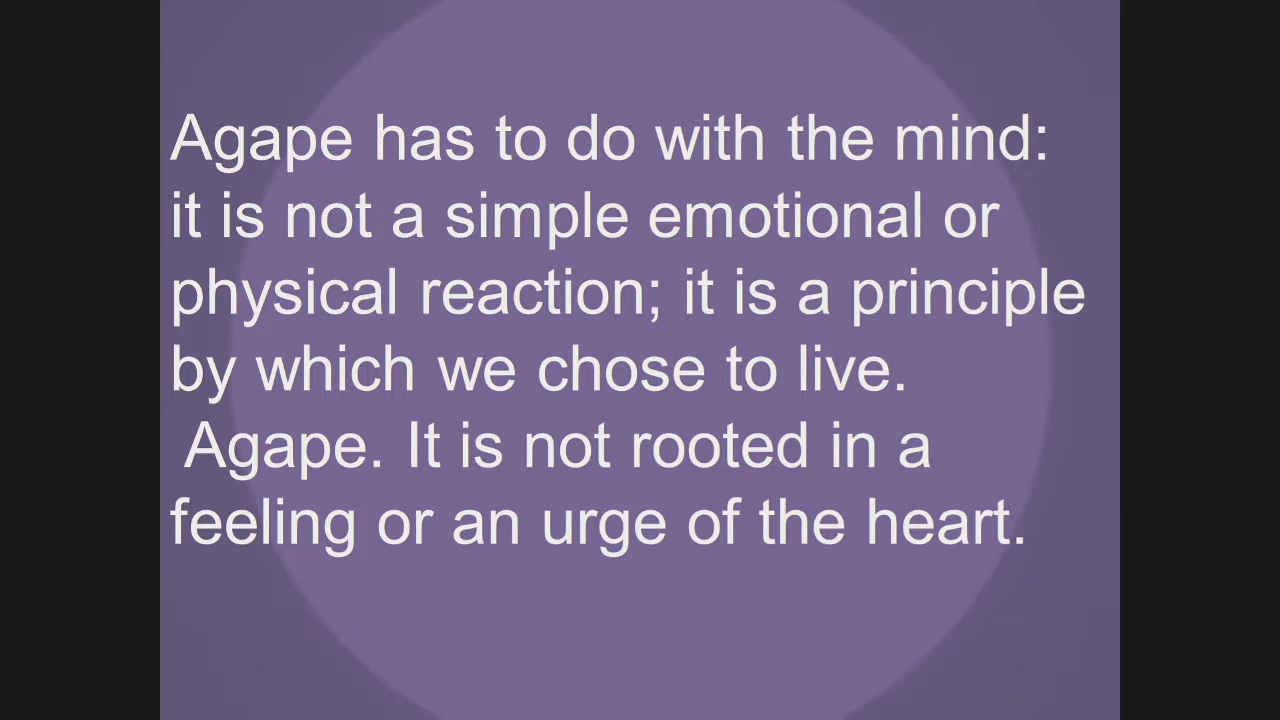 Agape has to do with the mind:
it is not a simple emotional or
physical reaction; it is a principle
by which we chose to live.
Agape. It is not rooted in a
feeling or an urge of the heart.